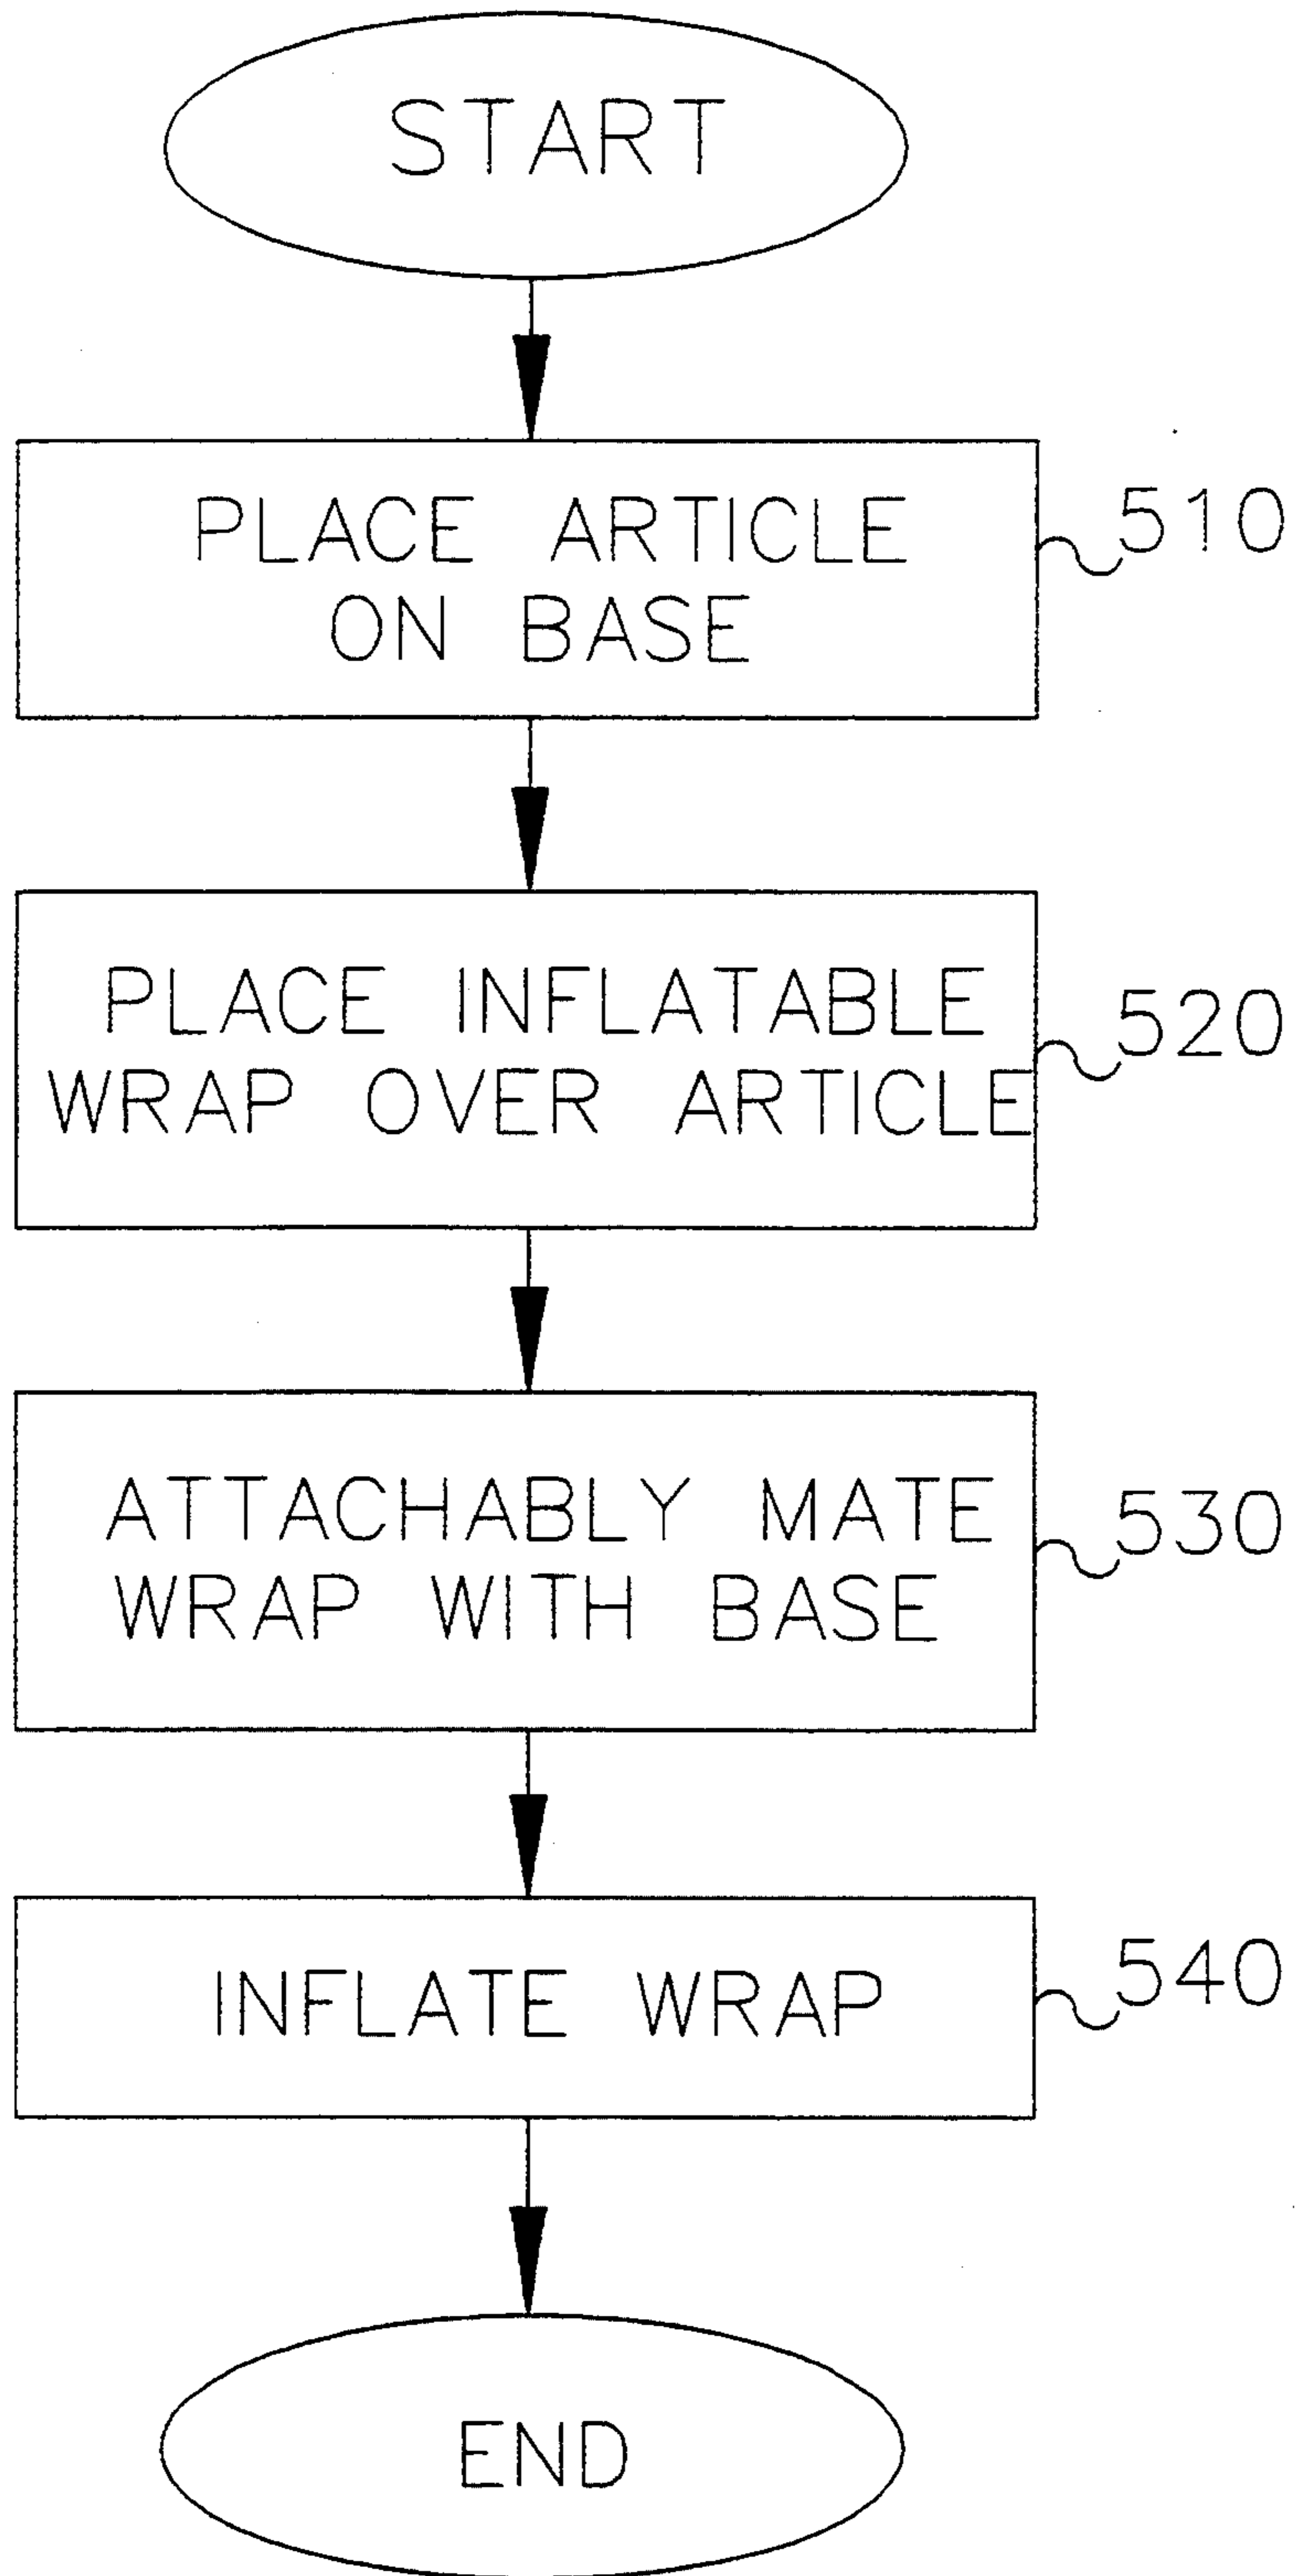 START
PLACE ARTICLE
ON BASE
510
PLACE INFLATABLE
WRAP OVER ARTICLE
520
ATTACHABLY MATE
WRAP WITH BASE
530
INFLATE WRAP
540
END